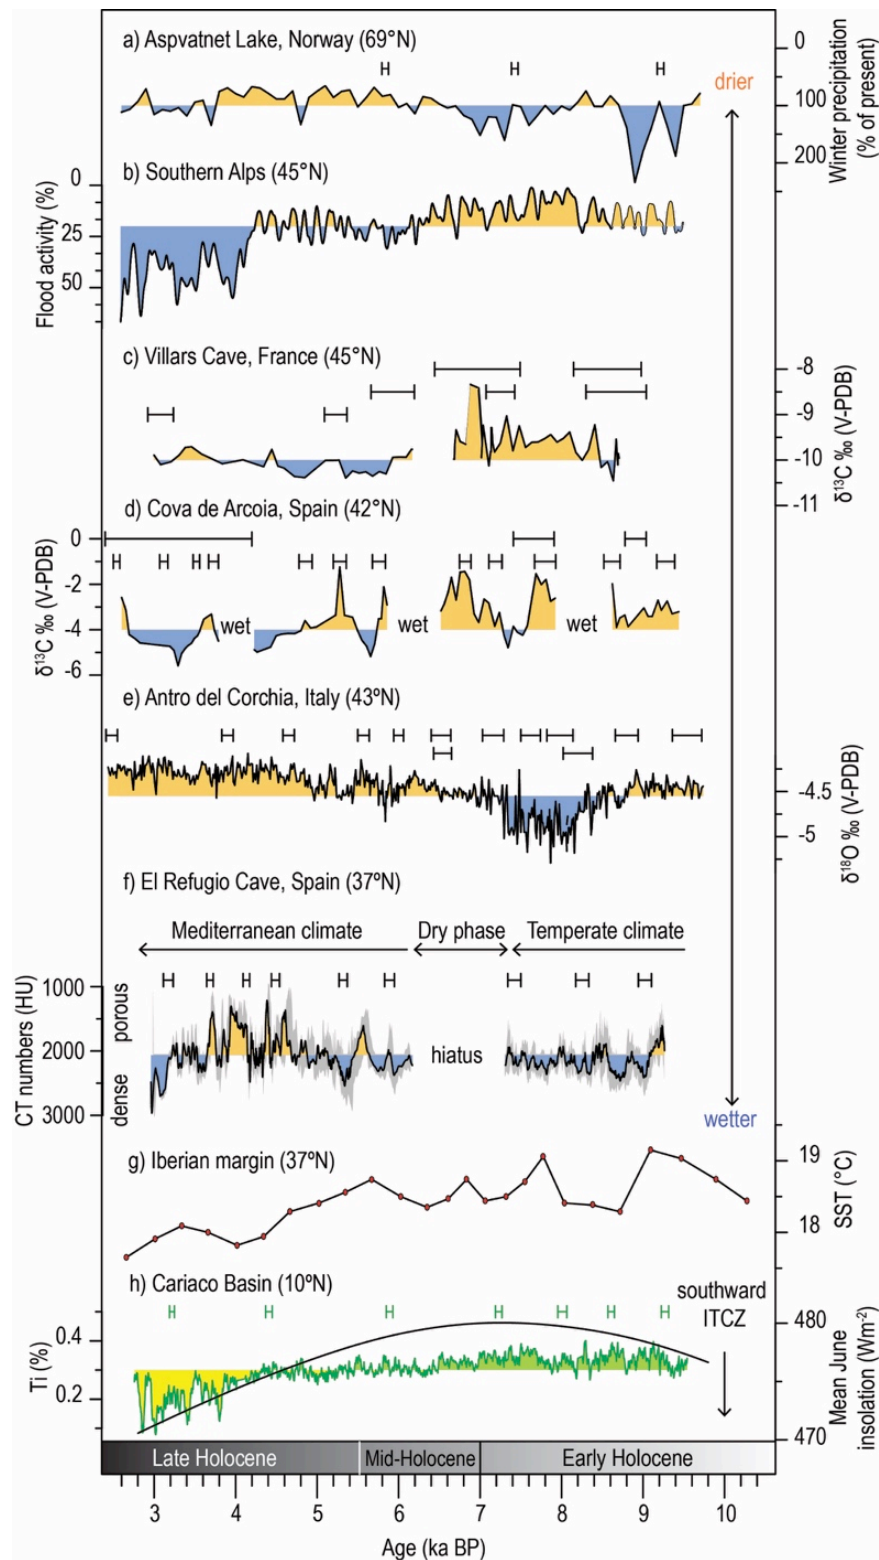 a) Aspvatnet Lake, Norway (69°N)
0
100
200
Winter precipitation
(% of present)
drier
b) Southern Alps (45°N)
0
25
50
Flood activity (%)
c) Villars Cave, France (45°N)
-8
-9
-10
-11
δ¹³C ‰ (V-PDB)
d) Cova de Arcoia, Spain (42°N)
0
-2
-4
-6
δ¹³C ‰ (V-PDB)
wet
wet
wet
e) Antro del Corchia, Italy (43ºN)
-4.5
-5
δ¹⁸O ‰ (V-PDB)
f) El Refugio Cave, Spain (37ºN)
Mediterranean climate
Dry phase
Temperate climate
1000
2000
3000
CT numbers (HU)
porous
dense
hiatus
wetter
g) Iberian margin (37ºN)
19
18
SST (°C)
h) Cariaco Basin (10ºN)
southward
ITCZ
0.4
0.2
Ti (%)
480
470
Mean June
insolation (Wm⁻²)
Late Holocene
Mid-Holocene
Early Holocene
3 4 5 6 7 8 9 10
Age (ka BP)